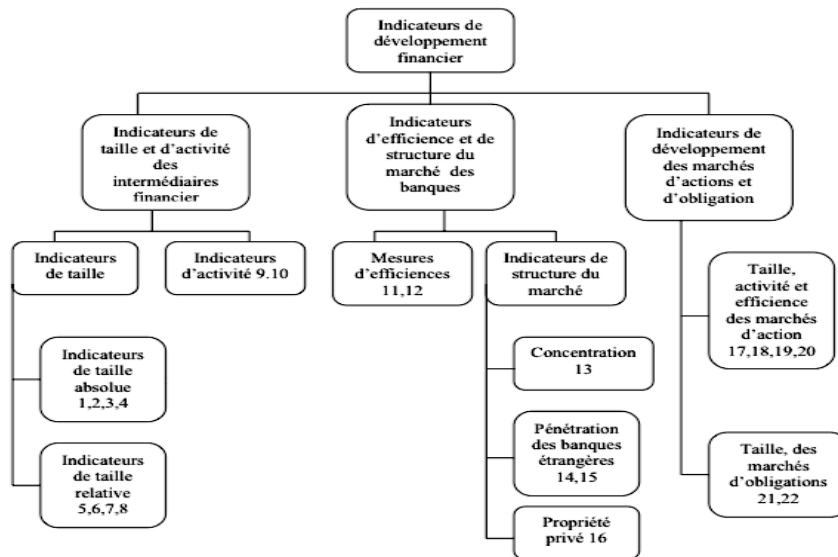 Indicateurs de
développement
financier
Indicateurs de
taille et d'activité
des
intermédiaires
financier
Indicateurs
d'efficience et de
structure du
marché des
banques
Indicateurs de
développement
des marchés
d'actions et
d'obligation
Indicateurs
de taille
Indicateurs
d'activité 9.10
Mesures
d'efficiences
11,12
Indicateurs de
structure du
marché
Taille,
activité et
efficience
des marchés
d'action
17,18,19,20
Indicateurs
de taille
absolue
1,2,3,4
Concentration
13
Indicateurs
de taille
relative
5,6,7,8
Pénétration
des banques
étrangères
14,15
Taille, des
marchés
d'obligations
21,22
Propriété
privé 16